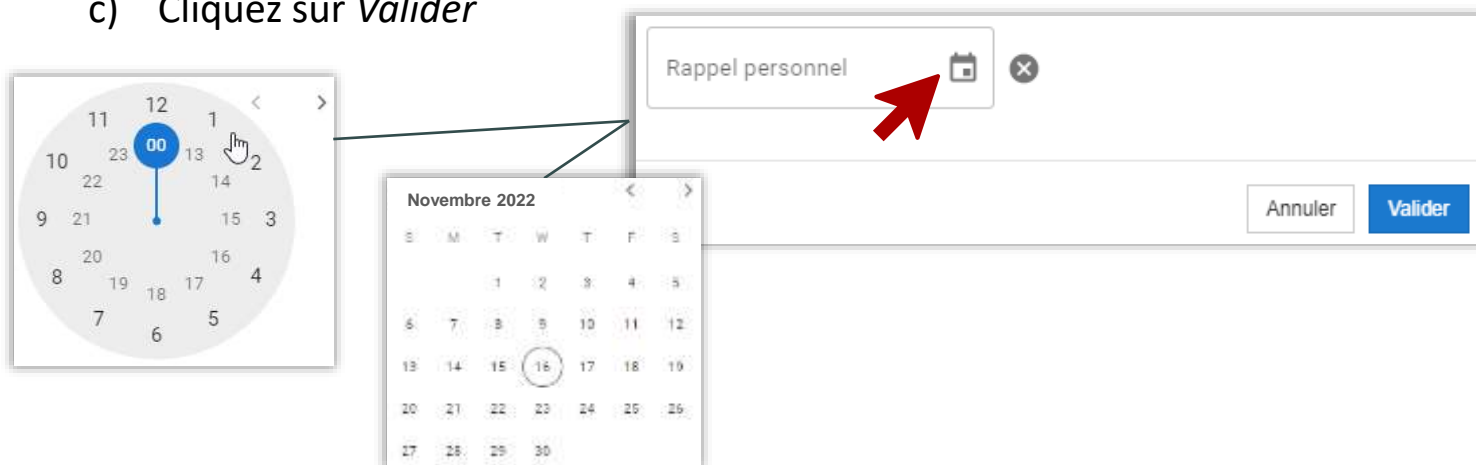 c) Cliquez sur Valider
Rappel personnel
Annuler Valider
12
11 1
00
23 13
10 2
22 14
9 21 15 3
20 16
8 4
19 17
18
7 5
6
Novembre 2022
S M T W T F S
1 2 3 4 5
6 7 8 9 10 11 12
13 14 15 16 17 18 19
20 21 22 23 24 25 26
27 28 29 30